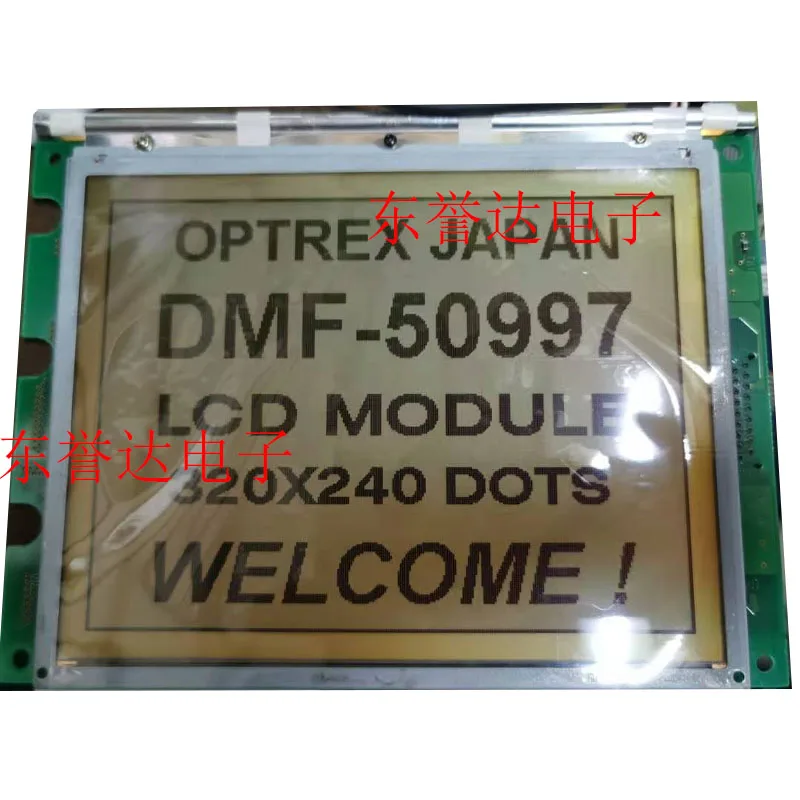 OPTREX JAPAN
东誉达电子
DMF-50997
LCD MODULE
东誉达电子
320X240 DOTS
WELCOME !